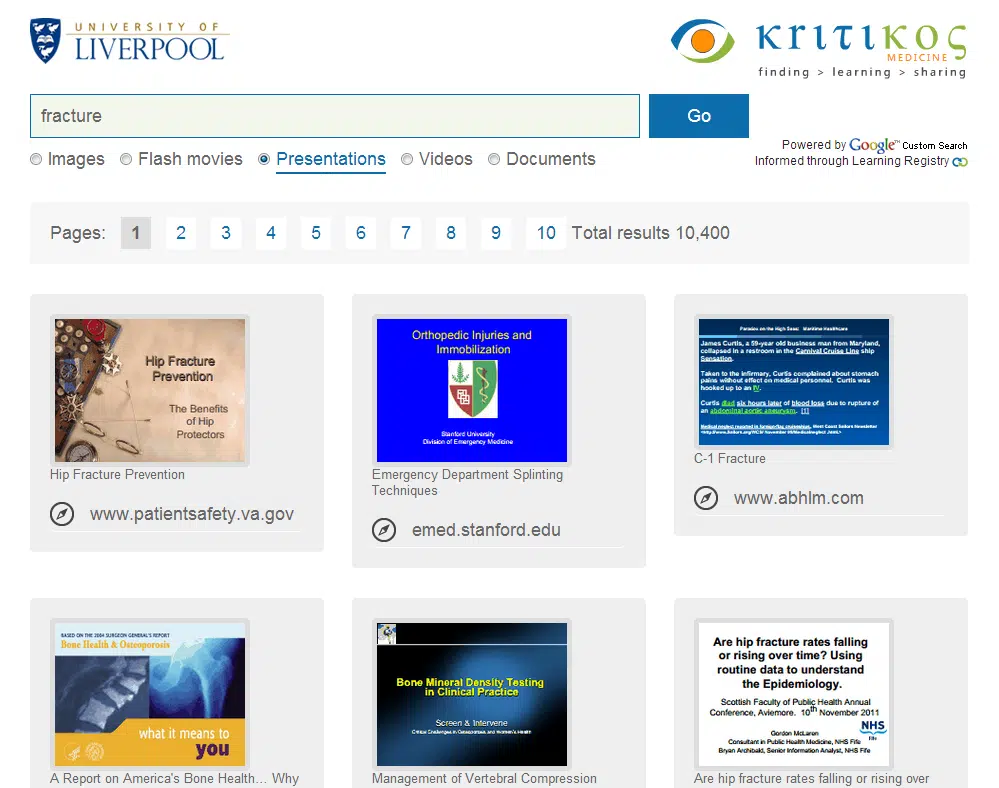 UNIVERSITY OF
LIVERPOOL
κριτικος
MEDICINE
finding > learning > sharing
fracture
Go
Images
Flash movies
Presentations
Videos
Documents
Powered by Google™ Custom Search
Informed through Learning Registry
Pages: 1 2 3 4 5 6 7 8 9 10 Total results 10,400
Hip Fracture
Prevention
The Benefits
of Hip
Protectors
Hip Fracture Prevention
www.patientsafety.va.gov
Orthopedic Injuries and
Immobilization
Stanford University
Division of Emergency Medicine
Emergency Department Splinting
Techniques
emed.stanford.edu
Paradox on the High Seas: Maritime Healthcare
James Curtis, a 59-year old business man from Maryland,
collapsed in a restroom in the Carnival Cruise Line ship
Sensation.
Taken to the infirmary, Curtis complained about stomach
pains without effect on medical personnel. Curtis was
hooked up to an IV.
Curtis died six hours later of blood loss due to rupture of
an abdominal aortic aneurysm. [1]
C-1 Fracture
www.abhlm.com
BASED ON THE 2004 SURGEON GENERAL'S REPORT
Bone Health & Osteoporosis
what it means to
you
A Report on America's Bone Health... Why
Bone Mineral Density Testing
in Clinical Practice
Screen & Intervene
Critical Challenges in Osteoporosis and Women's Health
Management of Vertebral Compression
Are hip fracture rates falling
or rising over time? Using
routine data to understand
the Epidemiology.
Scottish Faculty of Public Health Annual
Conference, Aviemore. 10th November 2011
Gordon McLaren
Consultant in Public Health Medicine, NHS Fife
Bryan Archibald, Senior Information Analyst, NHS Fife
NHS
Fife
Are hip fracture rates falling or rising over